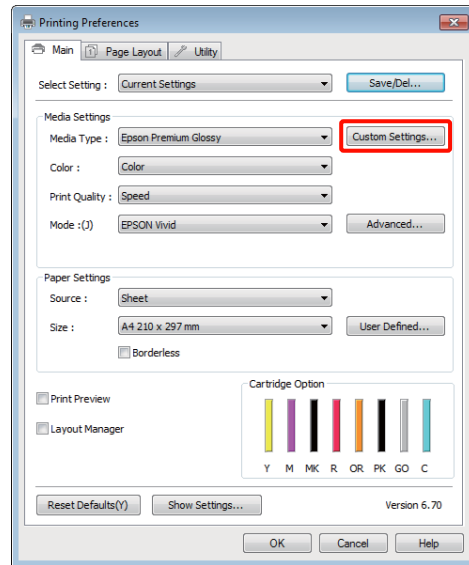 Printing Preferences
Main Page Layout Utility
Select Setting : Current Settings Save/Del...
Media Settings
Media Type : Epson Premium Glossy Custom Settings...
Color : Color
Print Quality : Speed
Mode :(J) EPSON Vivid Advanced...
Paper Settings
Source : Sheet
Size : A4 210 x 297 mm User Defined...
Borderless
Print Preview
Layout Manager
Cartridge Option
Y M MK R OR PK GO C
Reset Defaults(Y) Show Settings... Version 6.70
OK Cancel Help